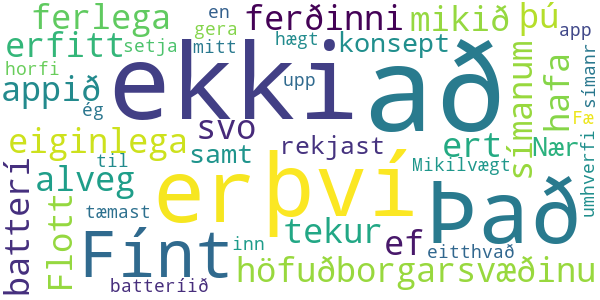 ferlega
ferðinni
mikið
þú
en
gera
mitt
hægt
app
erfitt
setja
konsept
horfi
ekki
að
appið
ég
upp
símanum
hafa
símanr
svo
eiginlega
rekjast
ert
Nær
Fæ
samt
til
er
því
Það
batterí
Flott
alveg
Mikilvægt
umhverfi
Fínt
tæmast
tekur
ef
inn
eitthvað
höfuðborgarsvæðinu
batteríið